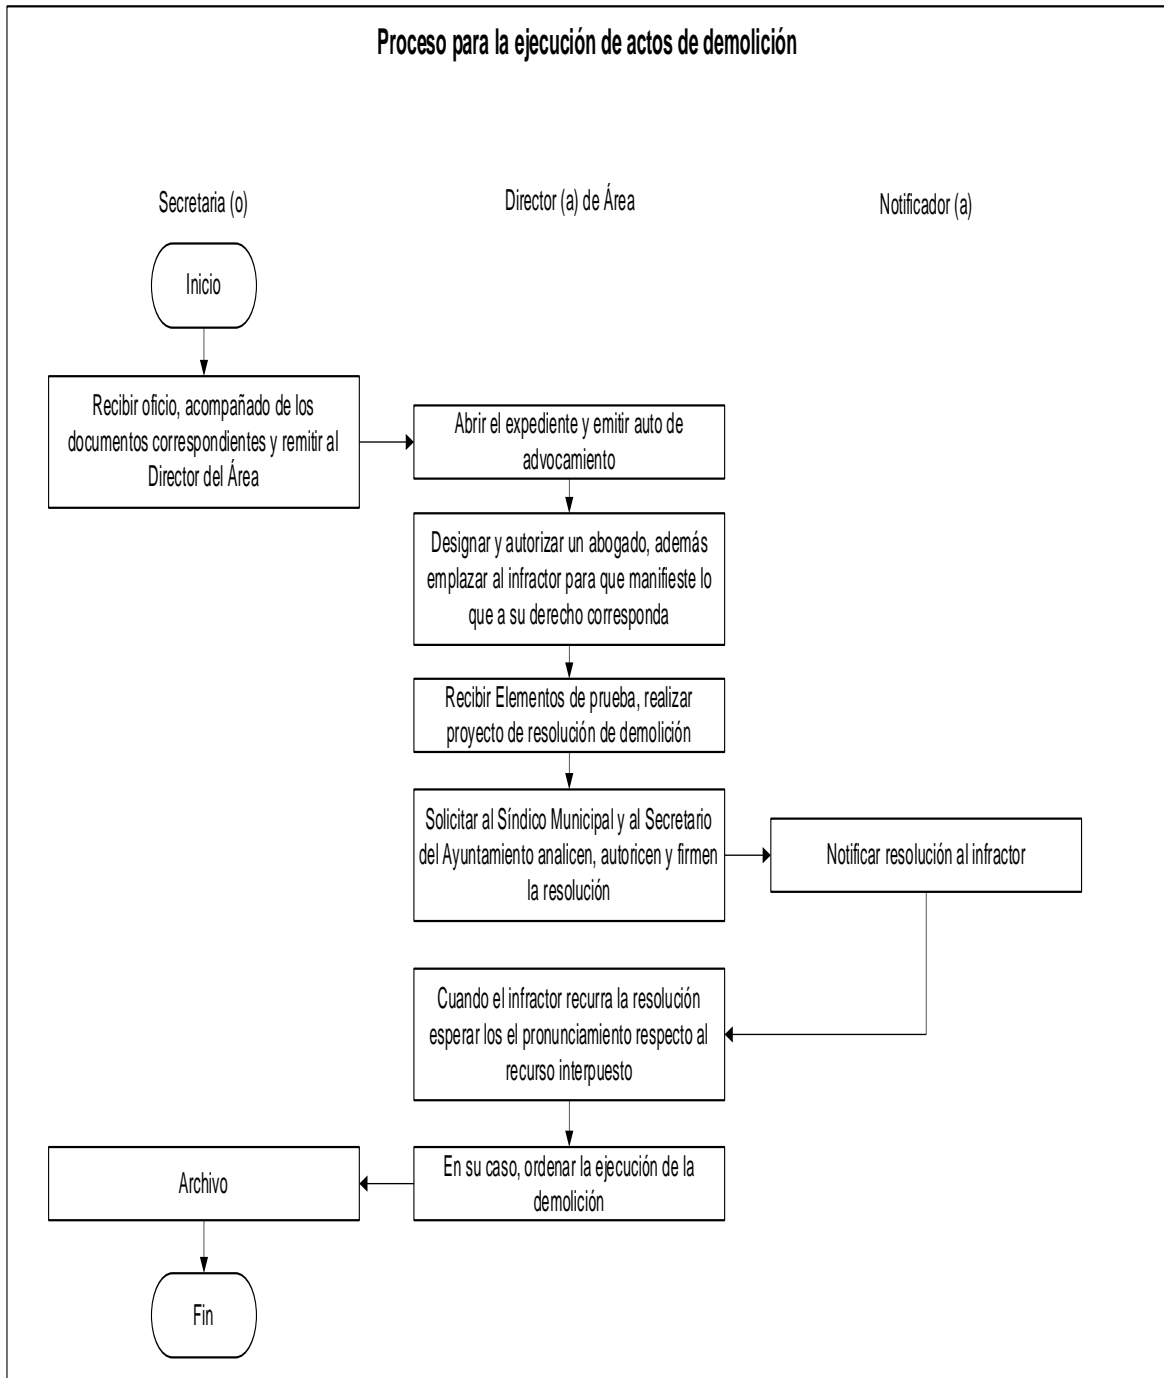 Proceso para la ejecución de actos de demolición
Secretaria (o)
Director (a) de Área
Notificador (a)
Inicio
Recibir oficio, acompañado de los
documentos correspondientes y remitir al
Director del Área
Abrir el expediente y emitir auto de
advocamiento
Designar y autorizar un abogado, además
emplazar al infractor para que manifieste lo
que a su derecho corresponda
Recibir Elementos de prueba, realizar
proyecto de resolución de demolición
Solicitar al Síndico Municipal y al Secretario
del Ayuntamiento analicen, autoricen y firmen
la resolución
Notificar resolución al infractor
Cuando el infractor recurra la resolución
esperar los el pronunciamiento respecto al
recurso interpuesto
En su caso, ordenar la ejecución de la
demolición
Archivo
Fin